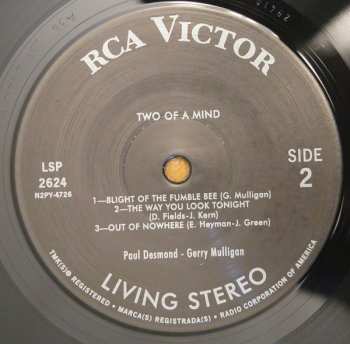 RCA VICTOR
TWO OF A MIND
LSP
2624
N2PY-4726
SIDE
2
1—BLIGHT OF THE FUMBLE BEE (G. Mulligan)
2—THE WAY YOU LOOK TONIGHT
(D. Fields-J. Kern)
3—OUT OF NOWHERE (E. Heyman-J. Green)
Paul Desmond - Gerry Mulligan
LIVING STEREO
TMK(S) ® REGISTERED • MARCA(S) REGISTRADA(S) • RADIO CORPORATION OF AMERICA